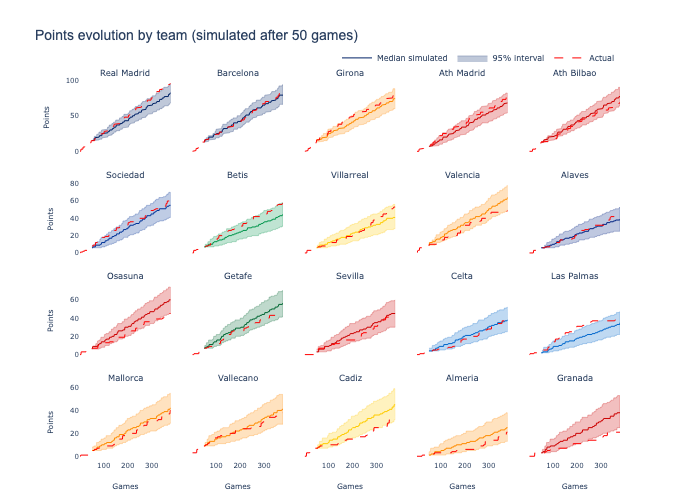 Points evolution by team (simulated after 50 games)
Median simulated 95% interval Actual
Real Madrid Barcelona Girona Ath Madrid Ath Bilbao
100
50
0
Points
Sociedad Betis Villarreal Valencia Alaves
80
60
40
20
0
Points
Osasuna Getafe Sevilla Celta Las Palmas
60
40
20
0
Points
Mallorca Vallecano Cadiz Almeria Granada
60
40
20
0
Points
100 200 300 100 200 300 100 200 300 100 200 300 100 200 300
Games Games Games Games Games